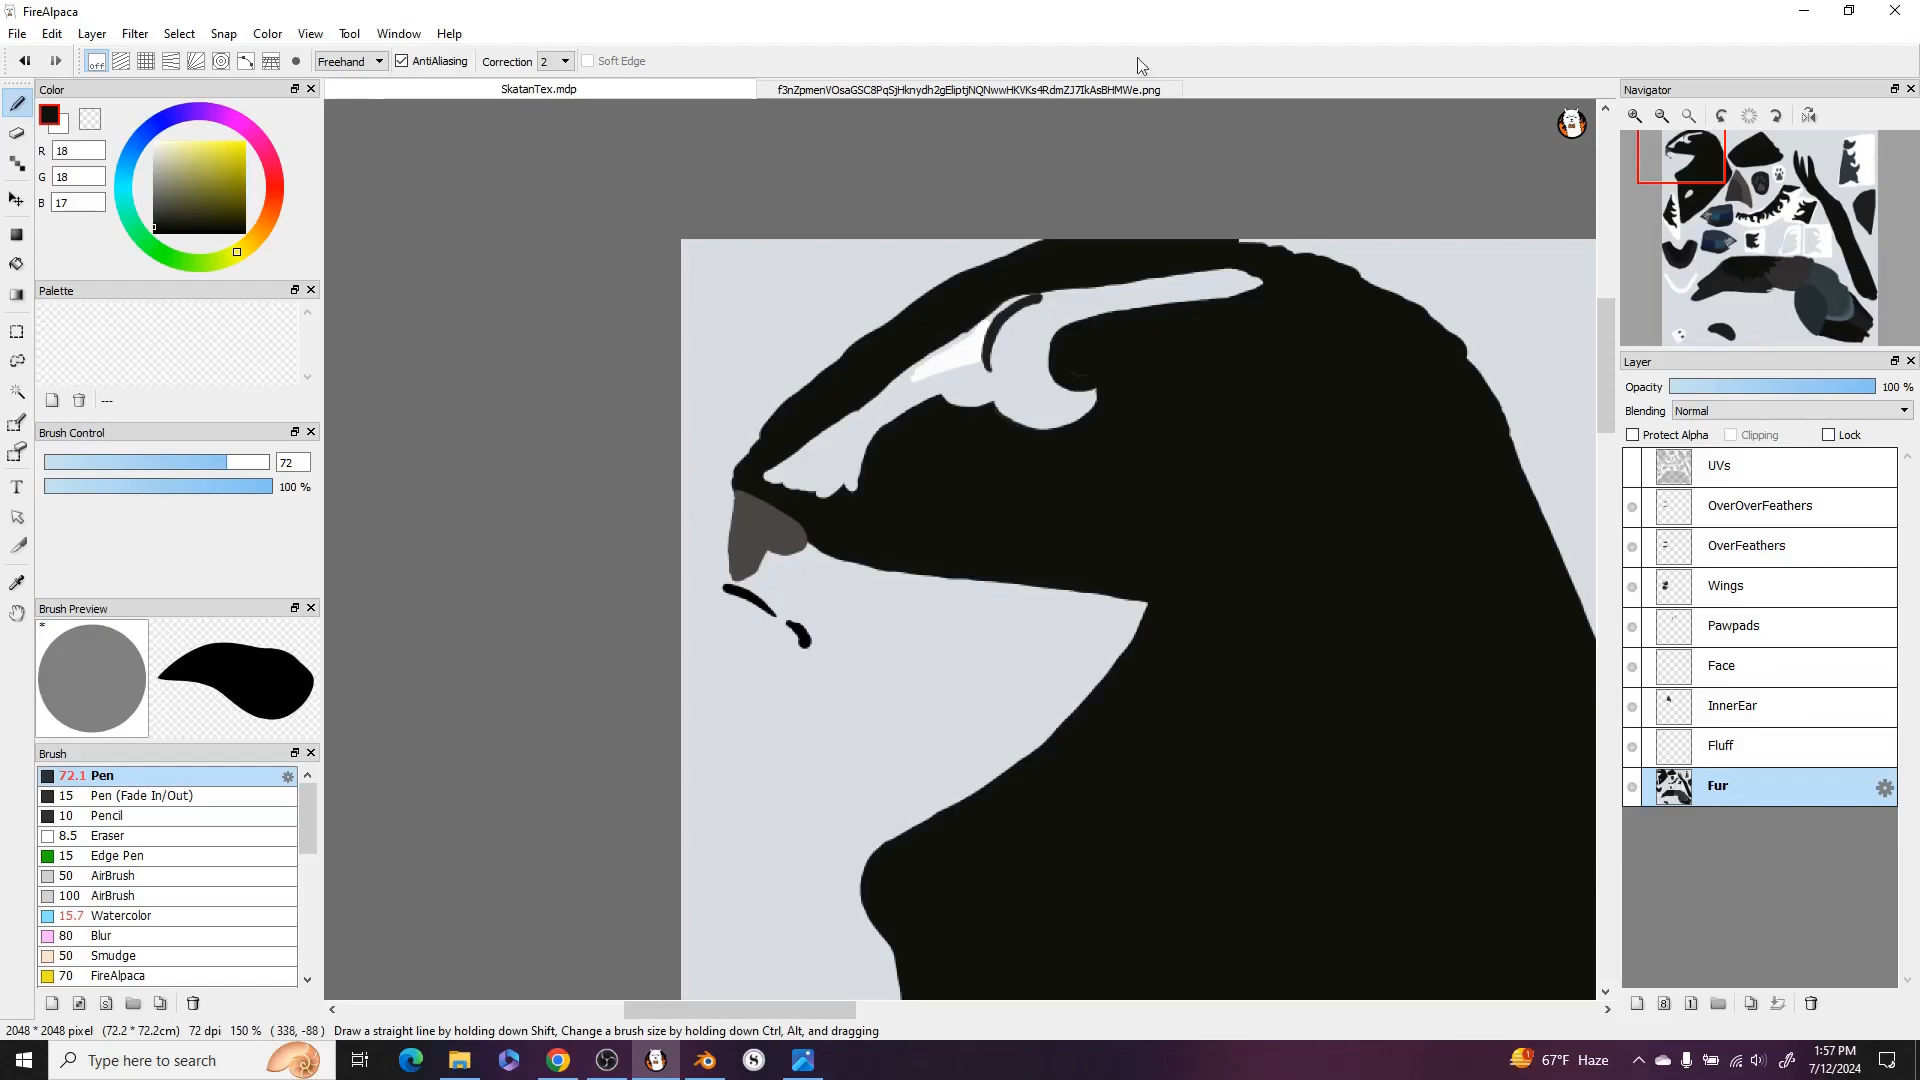 FireAlpaca
File Edit Layer Filter Select Snap Color View Tool Window Help
off Freehand AntiAliasing Correction 2 Soft Edge
Color SkatanTex.mdp f3nZpmenVOsaGSC8PqSjHknydh2gEliptjNQNwwHKVKs4RdmZJ7IkAsBHMWe.png Navigator
R 18
G 18
B 17
Palette
---
Brush Control
72
100 %
Brush Preview
*
Brush
72.1 Pen
15 Pen (Fade In/Out)
10 Pencil
8.5 Eraser
15 Edge Pen
50 AirBrush
100 AirBrush
15.7 Watercolor
80 Blur
50 Smudge
70 FireAlpaca
Layer
Opacity 100 %
Blending Normal
Protect Alpha Clipping Lock
UVs
OverOverFeathers
OverFeathers
Wings
Pawpads
Face
InnerEar
Fluff
Fur
2048 * 2048 pixel (72.2 * 72.2cm) 72 dpi 150 % ( 338, -88 ) Draw a straight line by holding down Shift, Change a brush size by holding down Ctrl, Alt, and dragging
Type here to search
67°F Haze
1:57 PM
7/12/2024